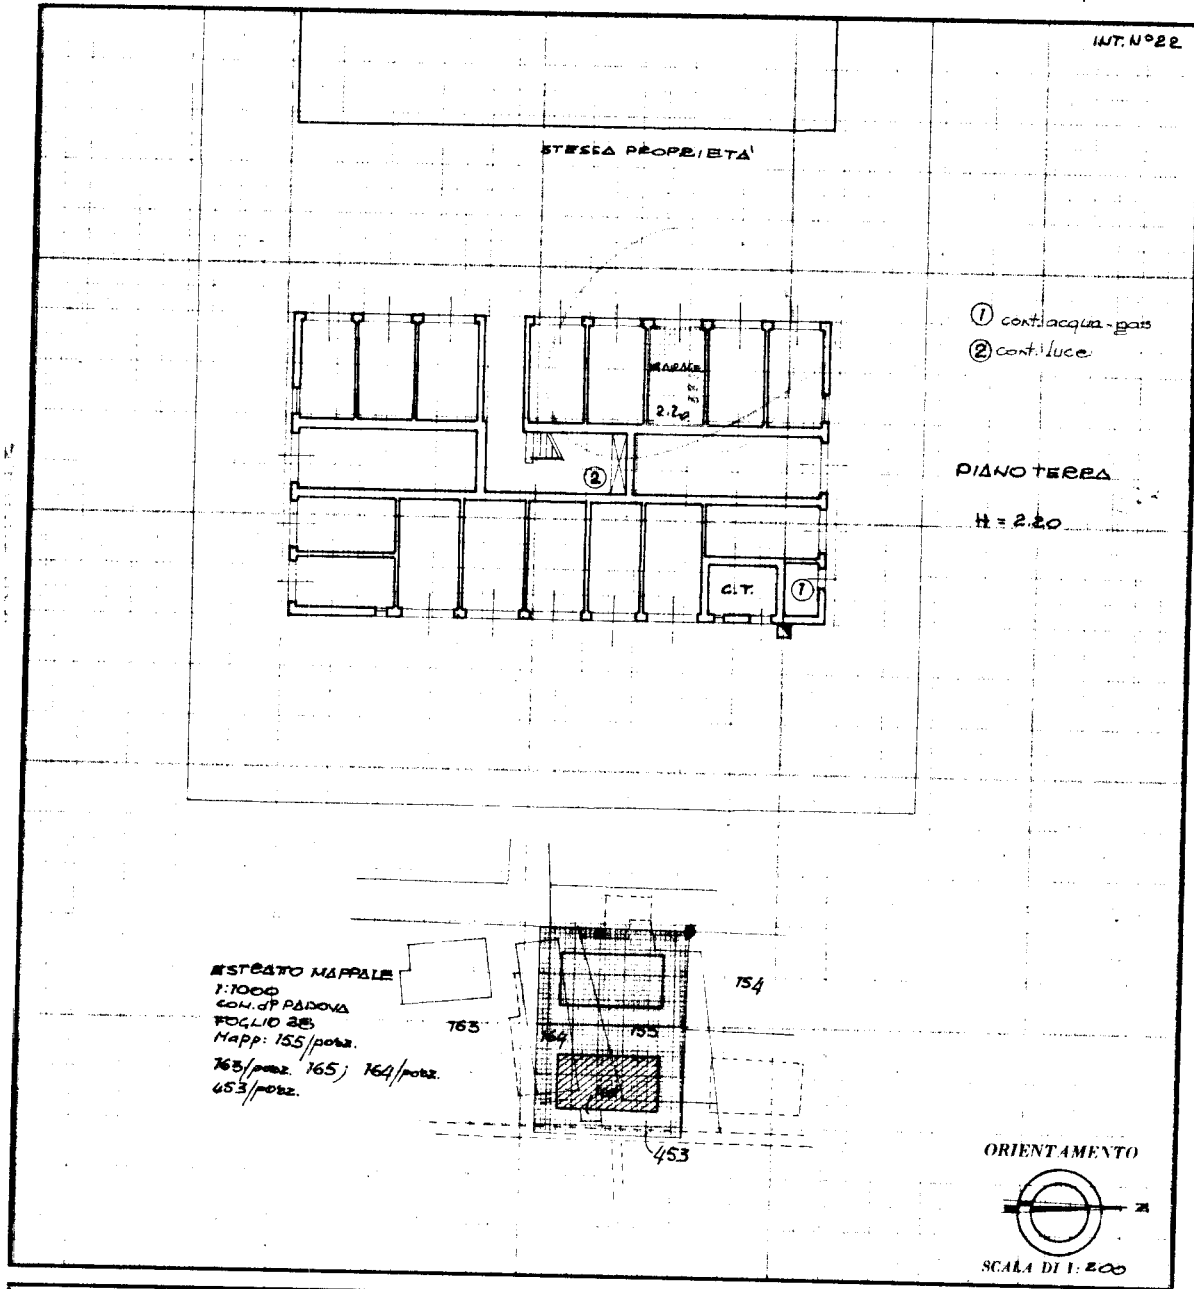 INT. N° 22
STESSA PROPRIETA'
① cont. acqua-gas
② cont. luce
GARAGE
2.20
②
PIANO TERRA
H = 2.20
C.T.
①
ESTRATTO MAPPALE
1:1000
COM. DI PADOVA
FOGLIO 28
Mapp: 155/porz.
163/porz. 165; 164/porz.
453/porz.
154
163
164
155
453
ORIENTAMENTO
N
SCALA DI 1: 200